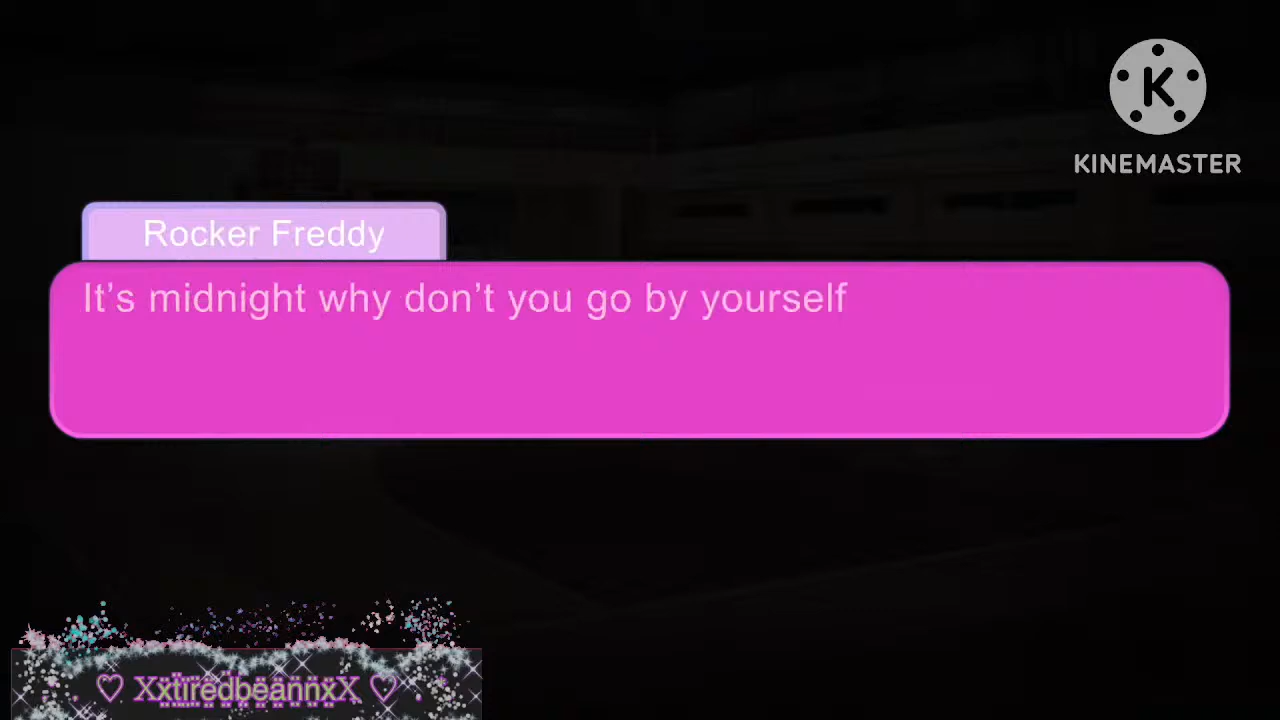 KINEMASTER
Rocker Freddy
It’s midnight why don’t you go by yourself
♡ XxtiredbeannxX ♡